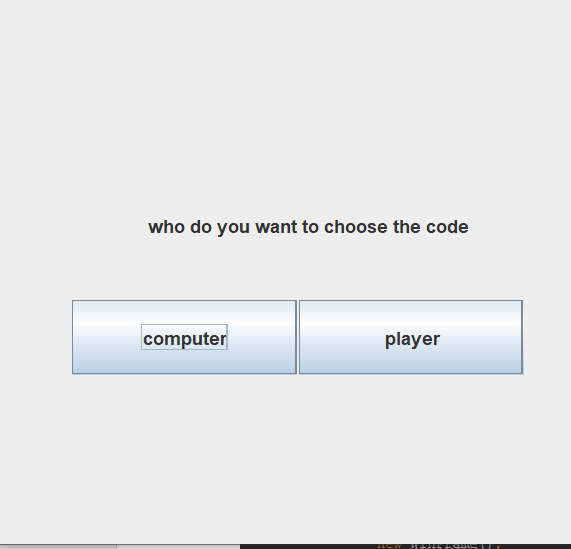 who do you want to choose the code
computer
player